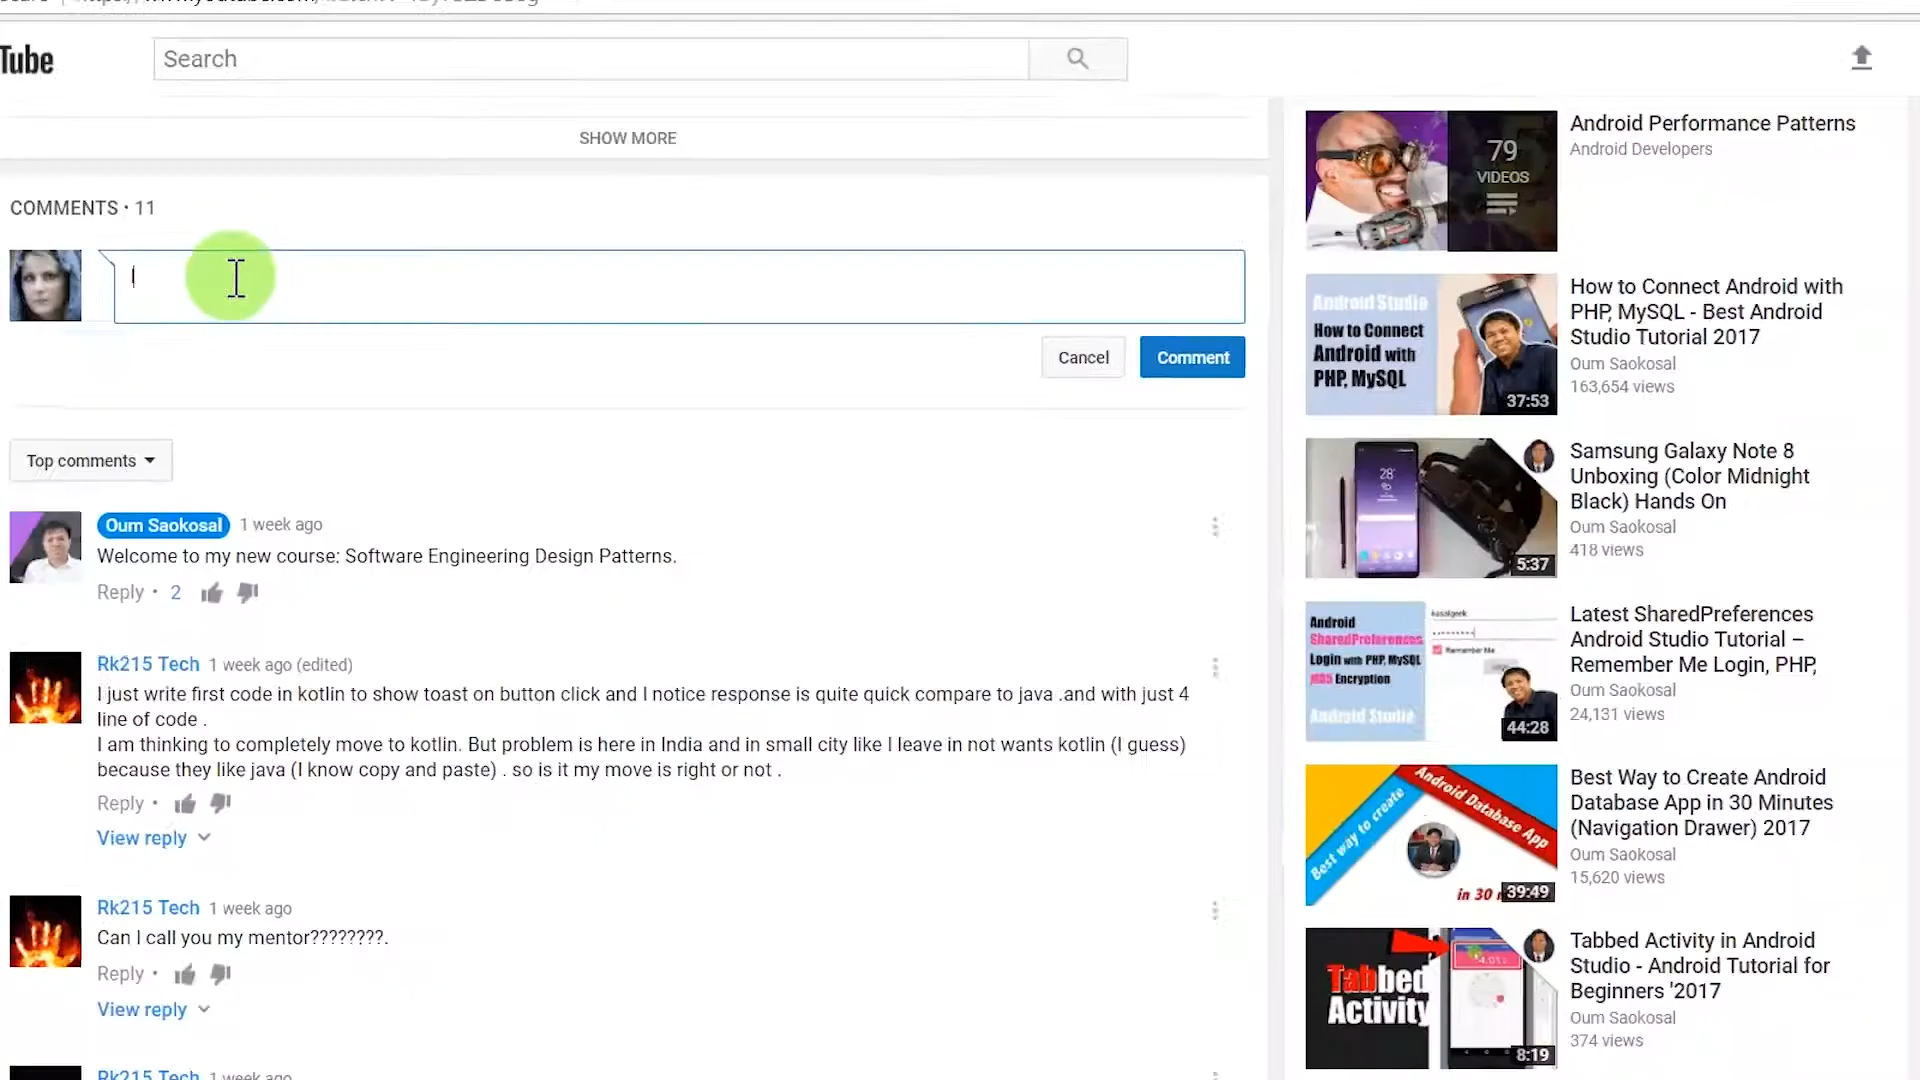 Tube
Search
SHOW MORE
COMMENTS • 11
Cancel
Comment
Top comments
Oum Saokosal 1 week ago
Welcome to my new course: Software Engineering Design Patterns.
Reply • 2
Rk215 Tech 1 week ago (edited)
I just write first code in kotlin to show toast on button click and I notice response is quite quick compare to java .and with just 4
line of code .
I am thinking to completely move to kotlin. But problem is here in India and in small city like I leave in not wants kotlin (I guess)
because they like java (I know copy and paste) . so is it my move is right or not .
Reply •
View reply
Rk215 Tech 1 week ago
Can I call you my mentor????????.
Reply •
View reply
Rk215 Tech 1 week ago
79
VIDEOS
Android Performance Patterns
Android Developers
Android Studio
How to Connect
Android with
PHP, MySQL
37:53
How to Connect Android with
PHP, MySQL - Best Android
Studio Tutorial 2017
Oum Saokosal
163,654 views
28°
5:37
Samsung Galaxy Note 8
Unboxing (Color Midnight
Black) Hands On
Oum Saokosal
418 views
Android
SharedPreferences
Login with PHP, MySQL
MD5 Encryption
Android Studio
kosalgeek
Remember Me
44:28
Latest SharedPreferences
Android Studio Tutorial –
Remember Me Login, PHP,
Oum Saokosal
24,131 views
Best way to create
Android Database App
in 30
39:49
Best Way to Create Android
Database App in 30 Minutes
(Navigation Drawer) 2017
Oum Saokosal
15,620 views
Tabbed
Activity
8:19
Tabbed Activity in Android
Studio - Android Tutorial for
Beginners '2017
Oum Saokosal
374 views